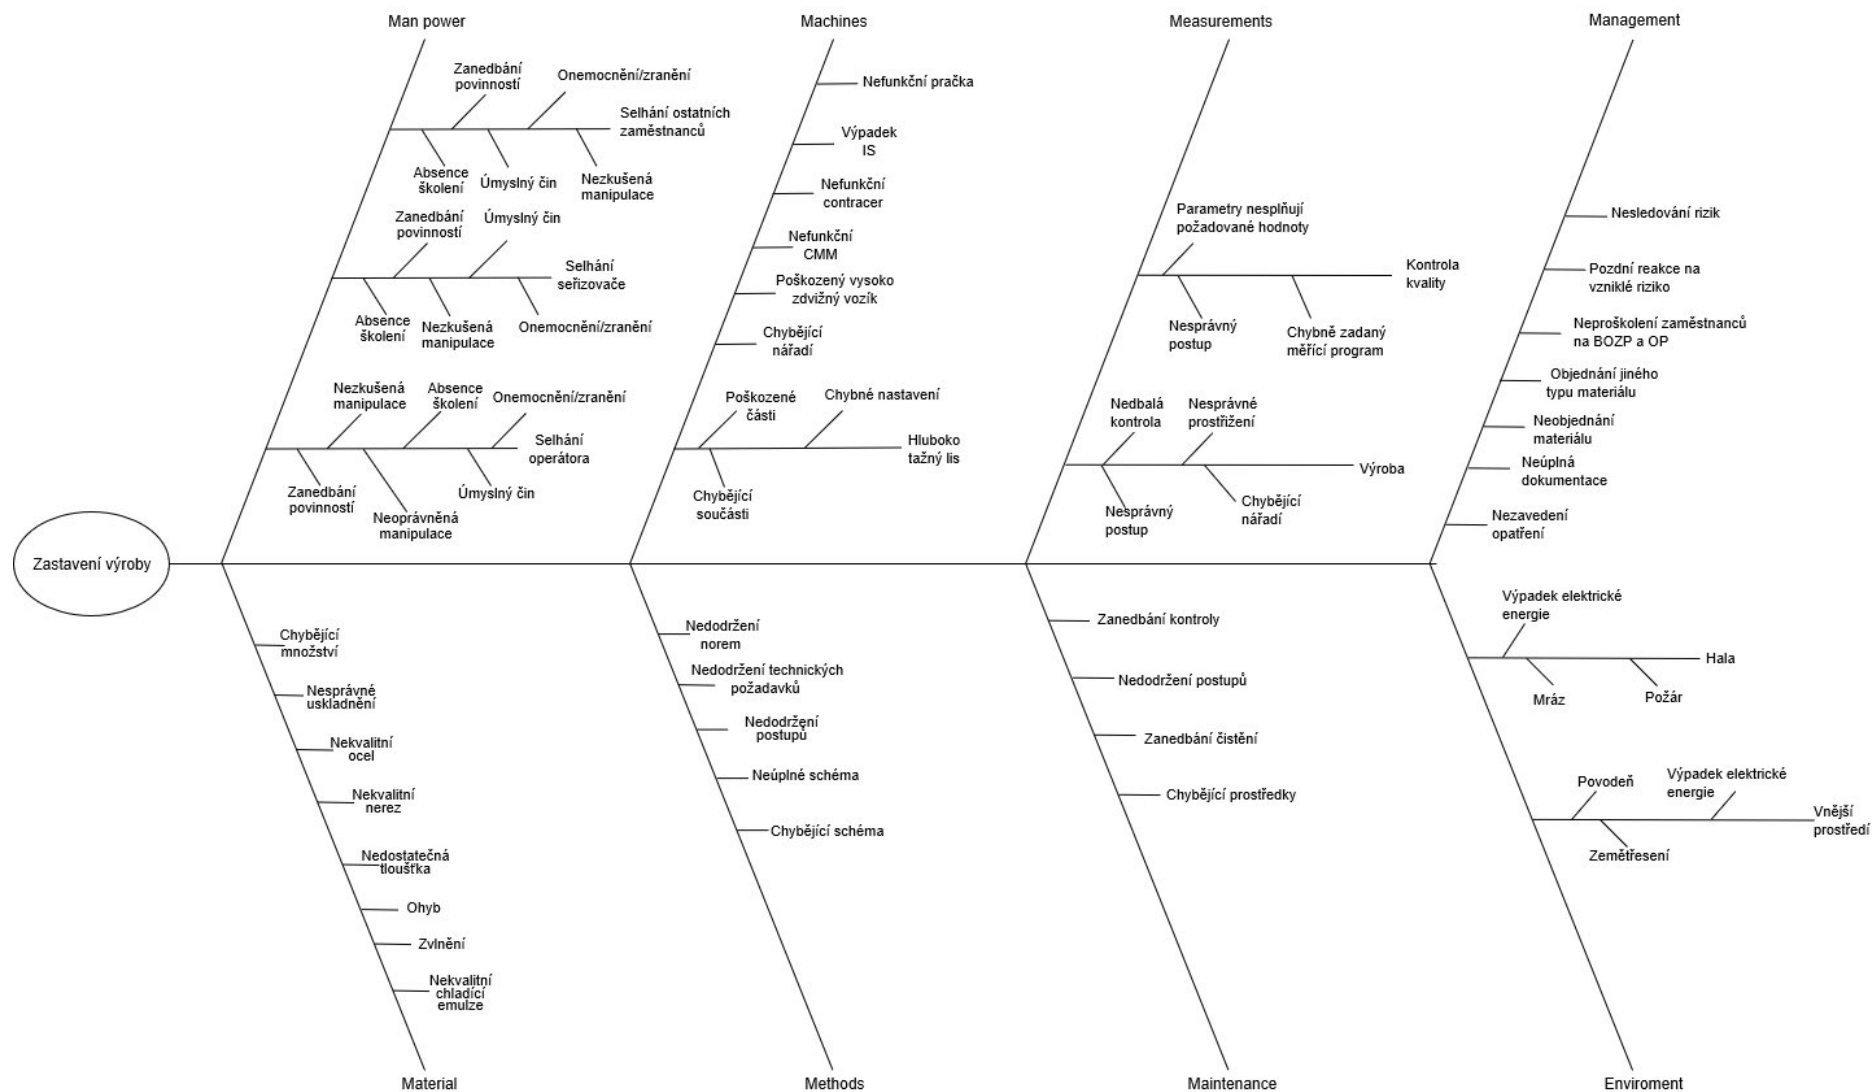 Man power
Machines
Measurements
Management
Zanedbání
povinností
Onemocnění/zranění
Selhání ostatních
zaměstnanců
Absence
školení
Úmyslný čin
Nezkušená
manipulace
Zanedbání
povinností
Úmyslný čin
Selhání
seřizovače
Absence
školení
Nezkušená
manipulace
Onemocnění/zranění
Nezkušená
manipulace
Absence
školení
Onemocnění/zranění
Selhání
operátora
Zanedbání
povinností
Neoprávněná
manipulace
Úmyslný čin
Nefunkční pračka
Výpadek
IS
Nefunkční
contracer
Nefunkční
CMM
Poškozený vysoko
zdvižný vozík
Chybějící
nářadí
Poškozené
části
Chybné nastavení
Hluboko
tažný lis
Chybějící
součásti
Parametry nesplňují
požadované hodnoty
Kontrola
kvality
Nesprávný
postup
Chybně zadaný
měřící program
Nedbalá
kontrola
Nesprávné
prostřižení
Výroba
Nesprávný
postup
Chybějící
nářadí
Nesledování rizik
Pozdní reakce na
vzniklé riziko
Neproškolení zaměstnanců
na BOZP a OP
Objednání jiného
typu materiálu
Neobjednání
materiálu
Neúplná
dokumentace
Nezavedení
opatření
Zastavení výroby
Chybějící
množství
Nesprávné
uskladnění
Nekvalitní
ocel
Nekvalitní
nerez
Nedostatečná
tloušťka
Ohyb
Zvlnění
Nekvalitní
chladící
emulze
Nedodržení
norem
Nedodržení technických
požadavků
Nedodržení
postupů
Neúplné schéma
Chybějící schéma
Zanedbání kontroly
Nedodržení postupů
Zanedbání čistění
Chybějící prostředky
Výpadek elektrické
energie
Hala
Mráz
Požár
Povodeň
Výpadek elektrické
energie
Vnější
prostředí
Zemětřesení
Material
Methods
Maintenance
Enviroment